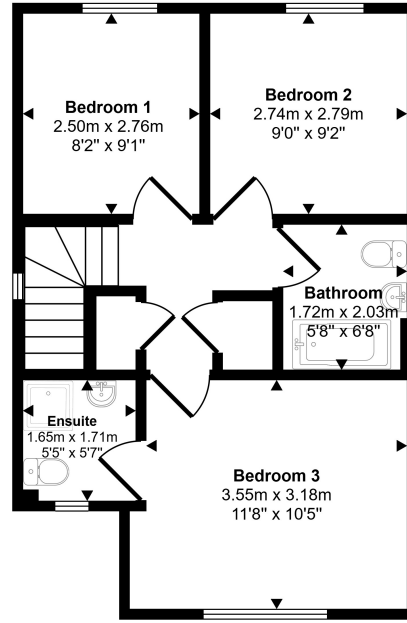 Bedroom 1
2.50m x 2.76m
8'2" x 9'1"
Bedroom 2
2.74m x 2.79m
9'0" x 9'2"
Bathroom
1.72m x 2.03m
5'8" x 6'8"
Ensuite
1.65m x 1.71m
5'5" x 5'7"
Bedroom 3
3.55m x 3.18m
11'8" x 10'5"